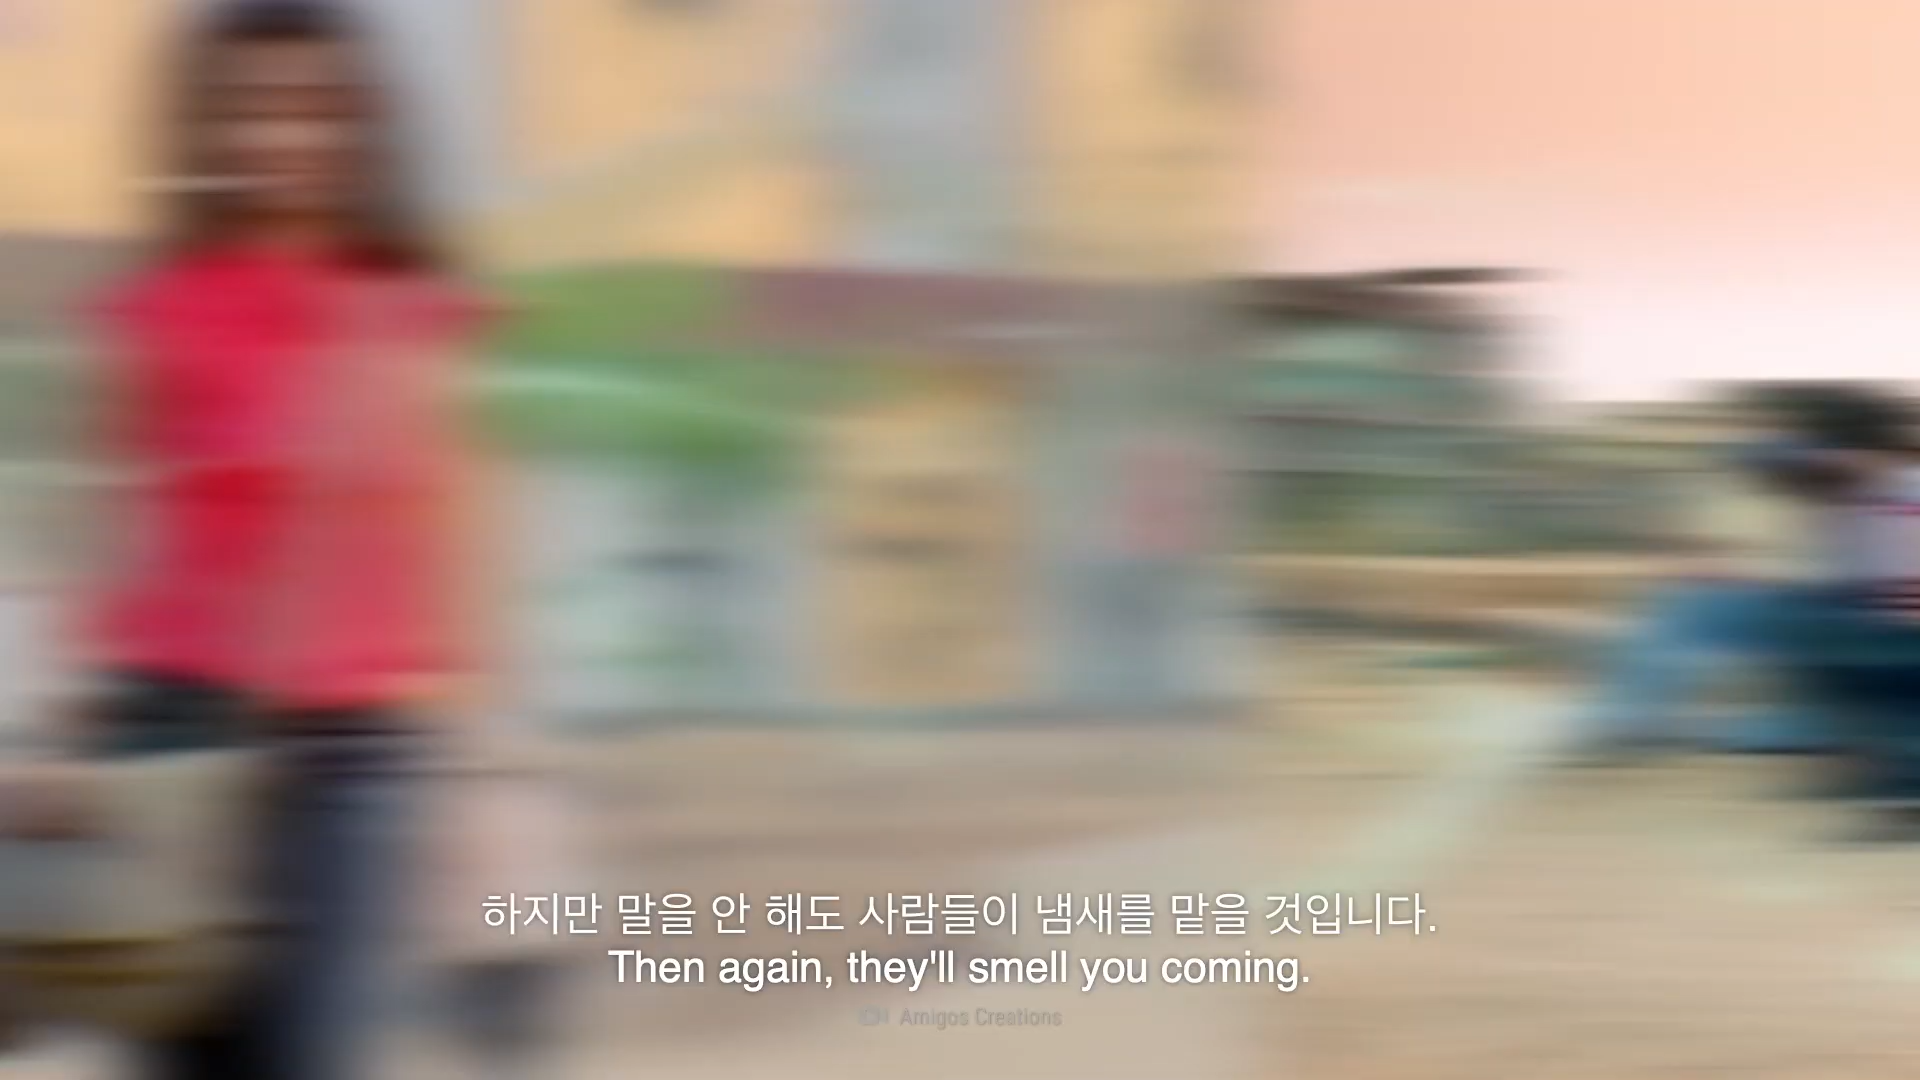 하지만 말을 안 해도 사람들이 냄새를 맡을 것입니다.
Then again, they'll smell you coming.
Amigos Creations